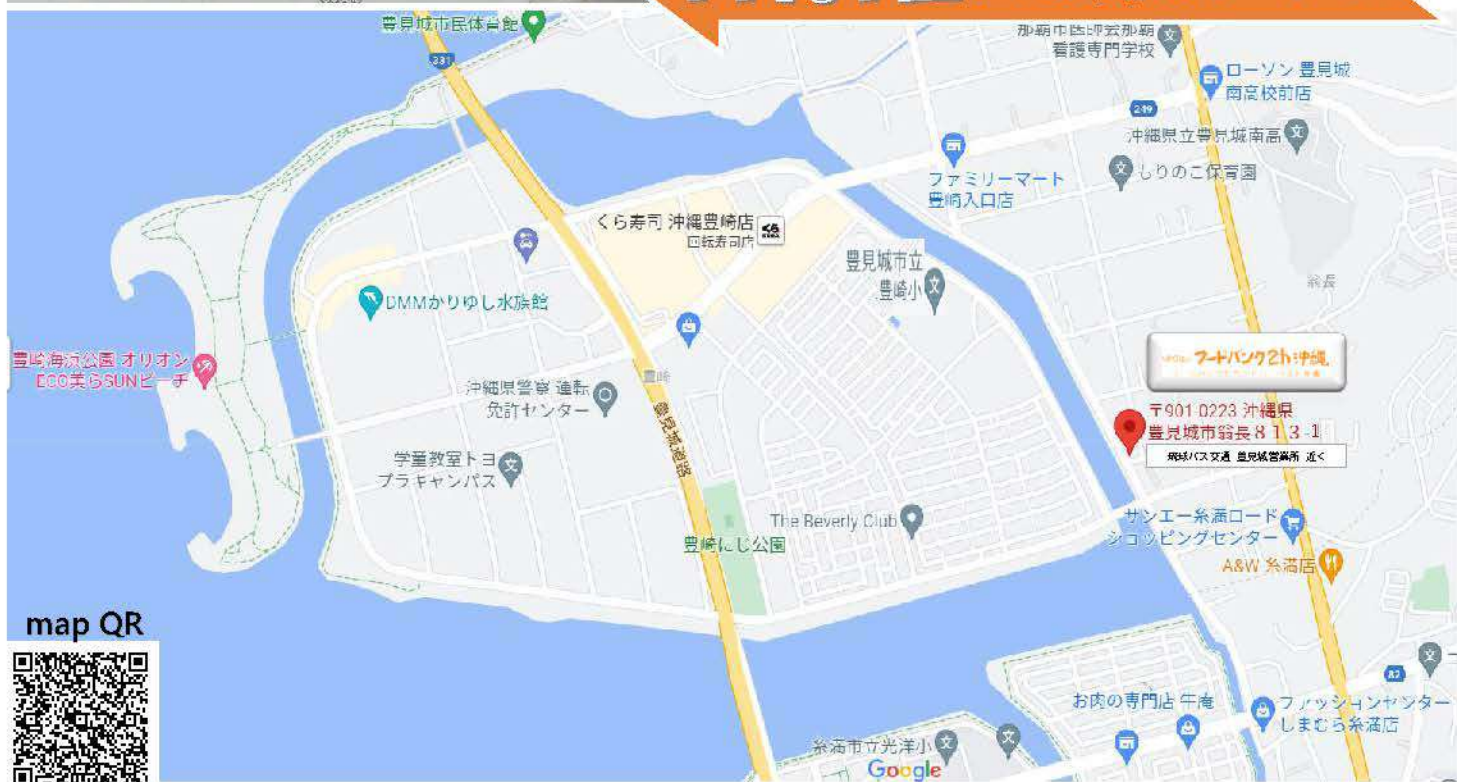 豊見城市民体育館
331
那覇市医師会那覇
看護専門学校
ローソン 豊見城
南高校前店
249
沖縄県立豊見城南高
もりのこ保育園
ファミリーマート
豊崎入口店
くら寿司 沖縄豊崎店
回転寿司店
豊見城市立
豊崎小
翁長
DMMかりゆし水族館
豊崎海浜公園 オリオン
ECO美らSUNビーチ
豊崎
沖縄県警察 運転
免許センター
豊見城道路
フードバンク2h沖縄
〒901-0223 沖縄県
豊見城市翁長813-1
琉球バス交通 豊見城営業所 近く
学童教室トヨ
プラキャンパス
The Beverly Club
豊崎にじ公園
サンエー糸満ロード
ショッピングセンター
A&W 糸満店
map QR
82
お肉の専門店 牛庵
ファッションセンター
しまむら糸満店
糸満市立光洋小
Google